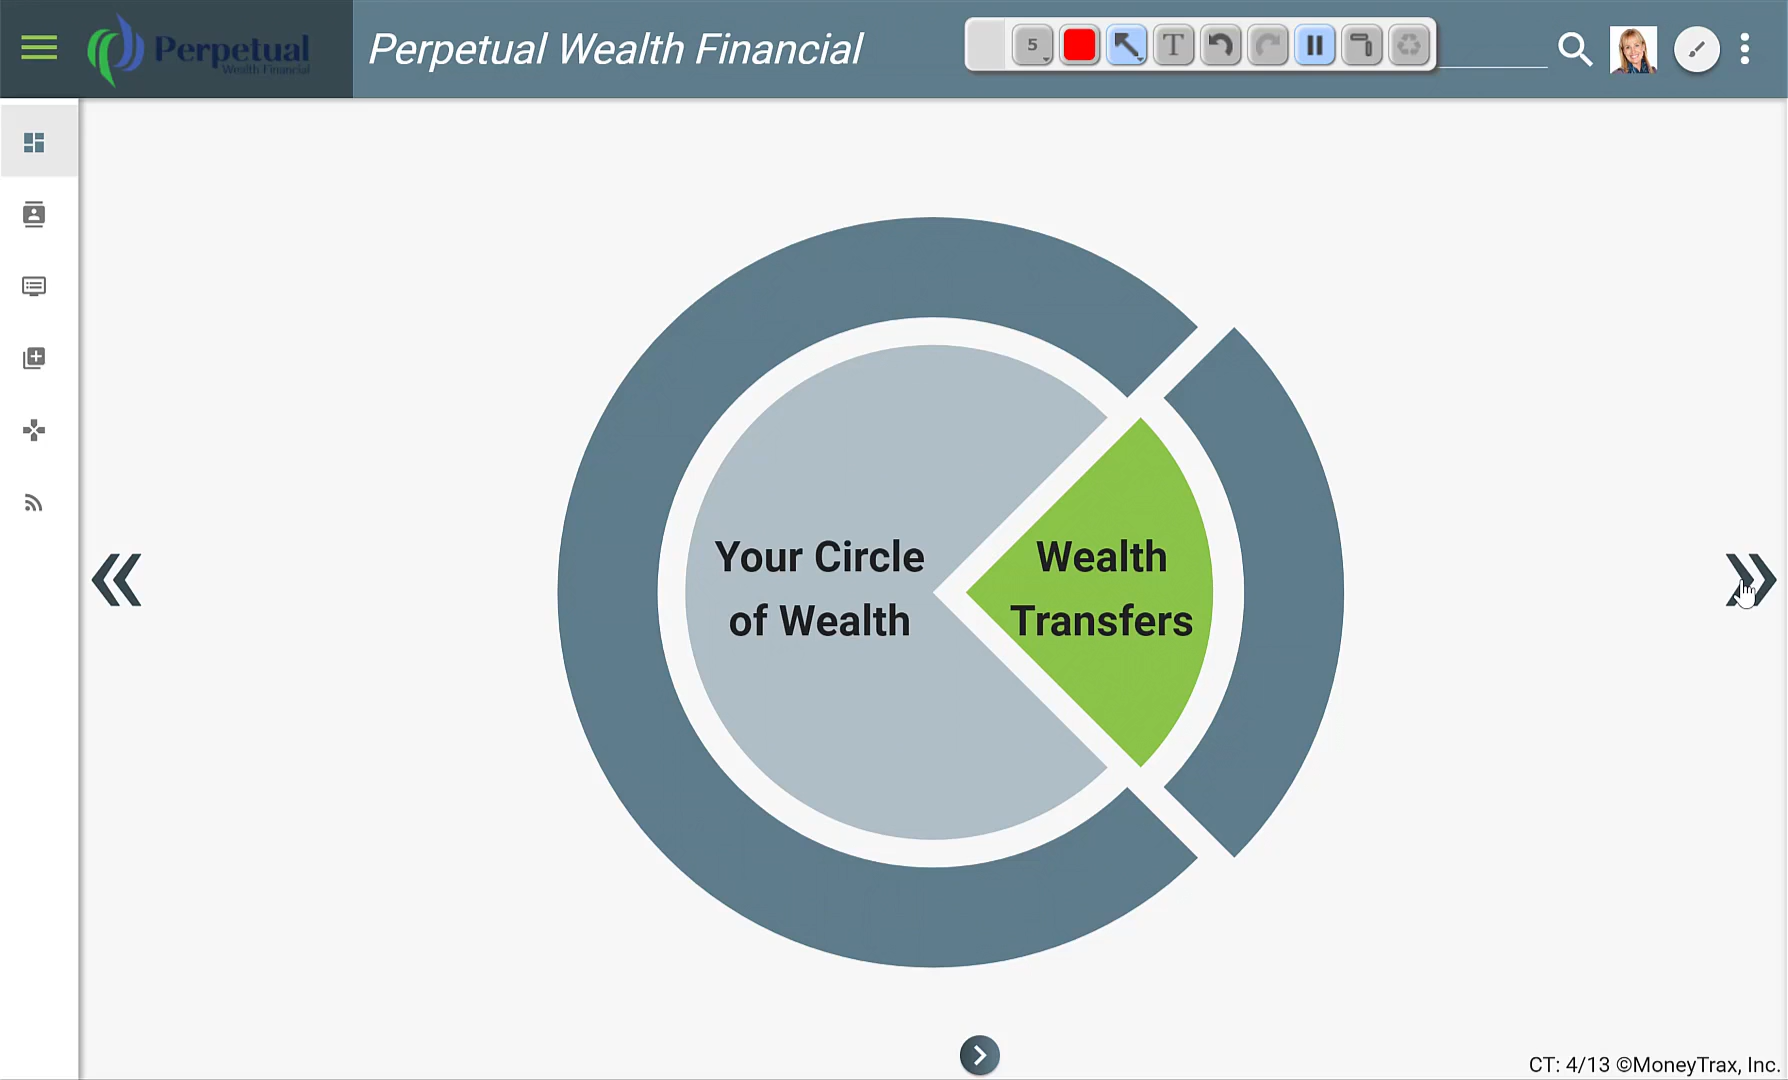 Perpetual
Wealth Financial
Perpetual Wealth Financial
5
T
Your Circle
of Wealth
Wealth
Transfers
CT: 4/13 ©MoneyTrax, Inc.